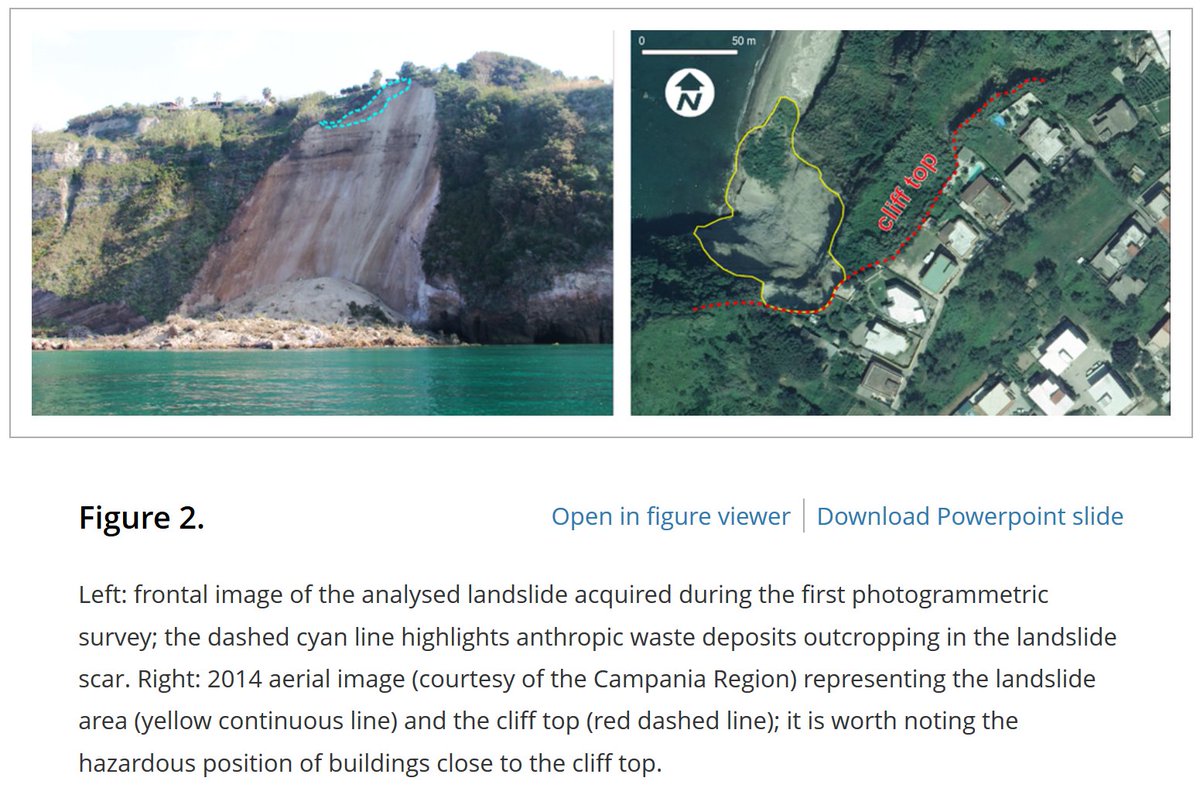 0 50 m
N
cliff top
Figure 2.
Open in figure viewer
Download Powerpoint slide
Left: frontal image of the analysed landslide acquired during the first photogrammetric
survey; the dashed cyan line highlights anthropic waste deposits outcropping in the landslide
scar. Right: 2014 aerial image (courtesy of the Campania Region) representing the landslide
area (yellow continuous line) and the cliff top (red dashed line); it is worth noting the
hazardous position of buildings close to the cliff top.